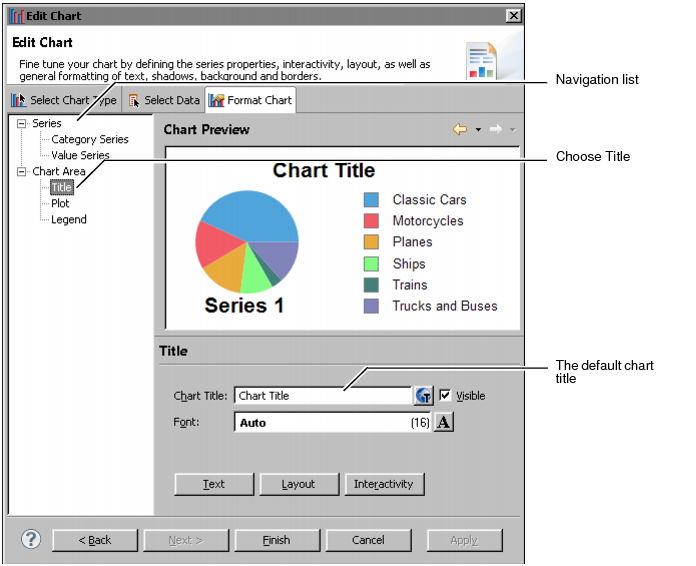 Edit Chart
Edit Chart
Fine tune your chart by defining the series properties, interactivity, layout, as well as
general formatting of text, shadows, background and borders.
Navigation list
Select Chart Type
Select Data
Format Chart
Series
Category Series
Value Series
Chart Area
Title
Plot
Legend
Chart Preview
Choose Title
Chart Title
Classic Cars
Motorcycles
Planes
Ships
Trains
Trucks and Buses
Series 1
Title
The default chart
title
Chart Title: Chart Title Visible
Font: Auto (16) A
Text Layout Interactivity
? < Back Next > Finish Cancel Apply